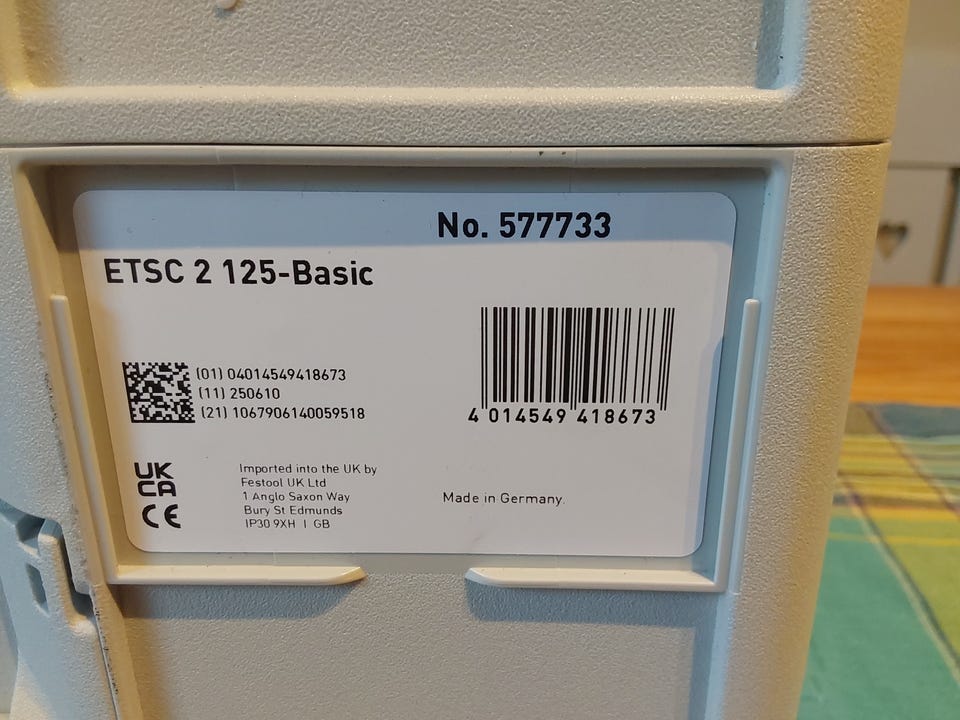 No. 577733
ETSC 2 125-Basic
(01) 04014549418673
(11) 250610
(21) 1067906140059518
4 014549 418673
UK
CA
CE
Imported into the UK by
Festool UK Ltd
1 Anglo Saxon Way
Bury St Edmunds
IP30 9XH | GB
Made in Germany.